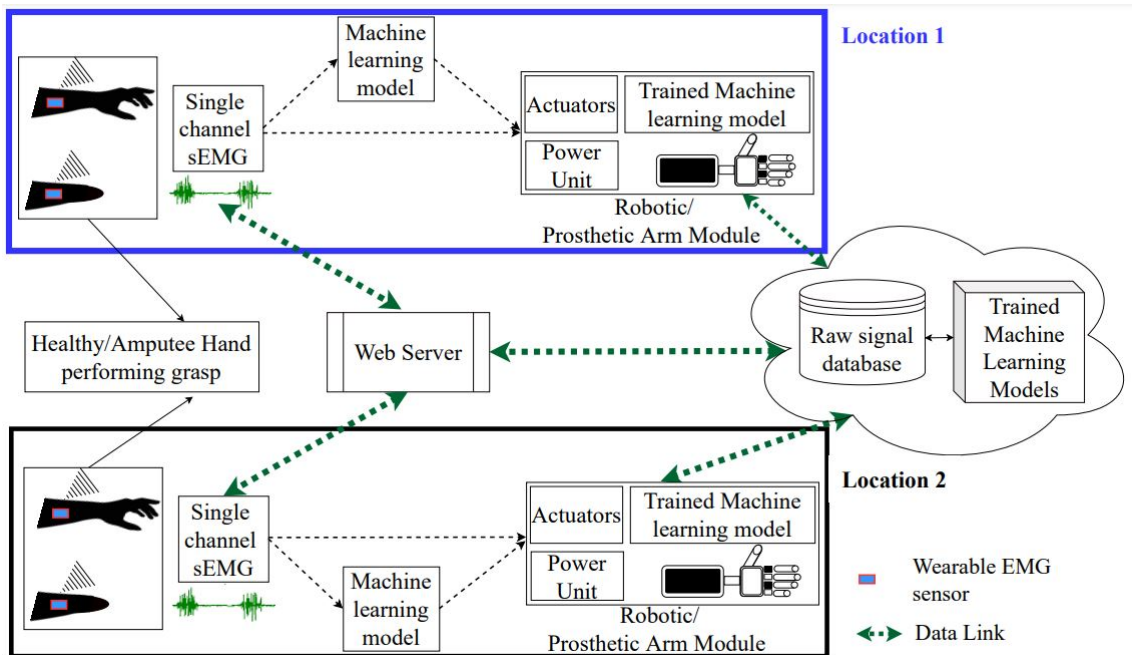 Location 1
Machine
learning
model
Single
channel
sEMG
Actuators
Trained Machine
learning model
Power
Unit
Robotic/
Prosthetic Arm Module
Healthy/Amputee Hand
performing grasp
Web Server
Raw signal
database
Trained
Machine
Learning
Models
Location 2
Single
channel
sEMG
Machine
learning
model
Actuators
Trained Machine
learning model
Power
Unit
Robotic/
Prosthetic Arm Module
Wearable EMG
sensor
Data Link